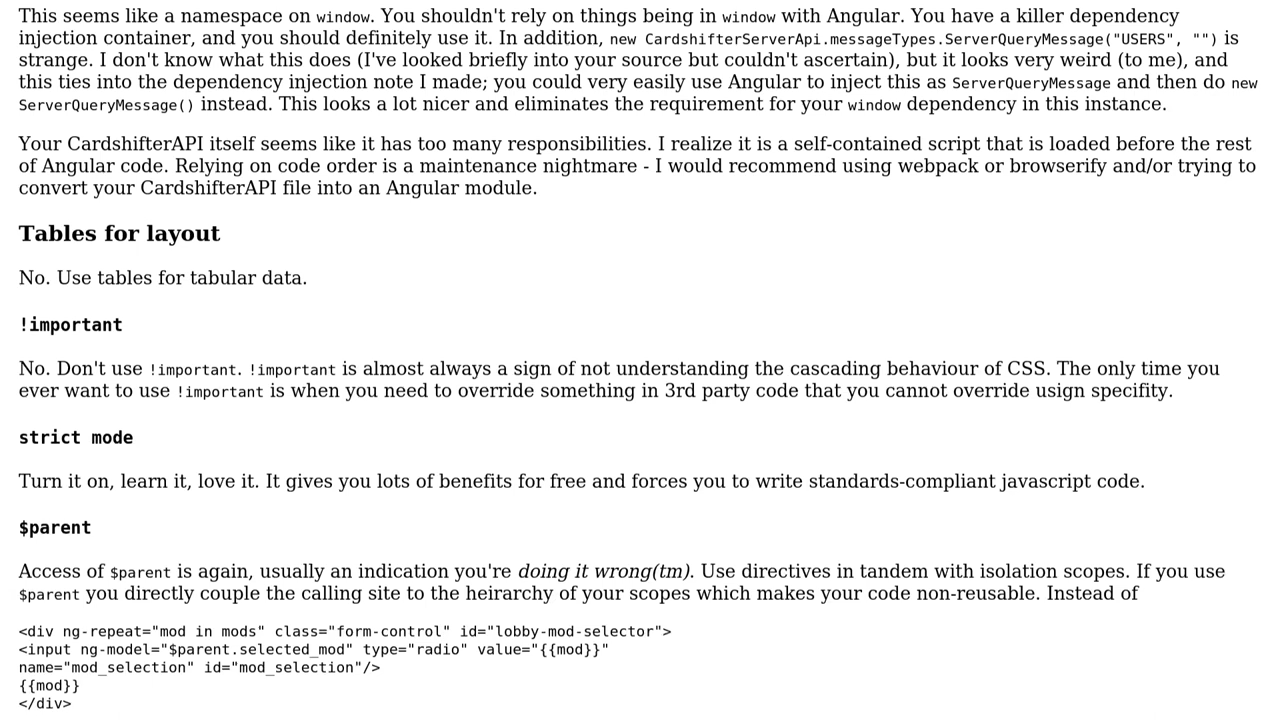 This seems like a namespace on window. You shouldn't rely on things being in window with Angular. You have a killer dependency
injection container, and you should definitely use it. In addition, new CardshifterServerApi.messageTypes.ServerQueryMessage("USERS", "") is
strange. I don't know what this does (I've looked briefly into your source but couldn't ascertain), but it looks very weird (to me), and
this ties into the dependency injection note I made; you could very easily use Angular to inject this as ServerQueryMessage and then do new
ServerQueryMessage() instead. This looks a lot nicer and eliminates the requirement for your window dependency in this instance.
Your CardshifterAPI itself seems like it has too many responsibilities. I realize it is a self-contained script that is loaded before the rest
of Angular code. Relying on code order is a maintenance nightmare - I would recommend using webpack or browserify and/or trying to
convert your CardshifterAPI file into an Angular module.
Tables for layout
No. Use tables for tabular data.
!important
No. Don't use !important. !important is almost always a sign of not understanding the cascading behaviour of CSS. The only time you
ever want to use !important is when you need to override something in 3rd party code that you cannot override usign specifity.
strict mode
Turn it on, learn it, love it. It gives you lots of benefits for free and forces you to write standards-compliant javascript code.
$parent
Access of $parent is again, usually an indication you're doing it wrong(tm). Use directives in tandem with isolation scopes. If you use
$parent you directly couple the calling site to the heirarchy of your scopes which makes your code non-reusable. Instead of
<div ng-repeat="mod in mods" class="form-control" id="lobby-mod-selector">
<input ng-model="$parent.selected_mod" type="radio" value="{{mod}}"
name="mod_selection" id="mod_selection"/>
{{mod}}
</div>